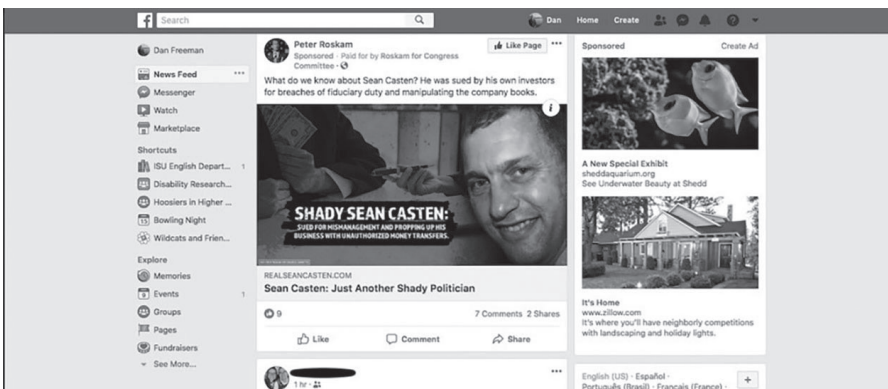 f Search
Dan Home Create
Dan Freeman
News Feed
Messenger
Watch
Marketplace
Shortcuts
ISU English Depart... 1
Disability Research...
Hoosiers in Higher ...
Bowling Night
Wildcats and Frien...
Explore
Memories
Events 1
Groups
Pages
Fundraisers
See More...
Peter Roskam
Like Page
Sponsored · Paid for by Roskam for Congress
Committee ·
What do we know about Sean Casten? He was sued by his own investors
for breaches of fiduciary duty and manipulating the company books.
SHADY SEAN CASTEN:
SUED FOR MISMANAGEMENT AND PROPPING UP HIS
BUSINESS WITH UNAUTHORIZED MONEY TRANSFERS.
REALSEANCASTEN.COM
Sean Casten: Just Another Shady Politician
9
7 Comments 2 Shares
Like Comment Share
1 hr ·
Sponsored Create Ad
A New Special Exhibit
sheddaquarium.org
See Underwater Beauty at Shedd
It's Home
www.zillow.com
It's where you'll have neighborly competitions
with landscaping and holiday lights.
English (US) · Español ·
Português (Brasil) · Français (France) ·